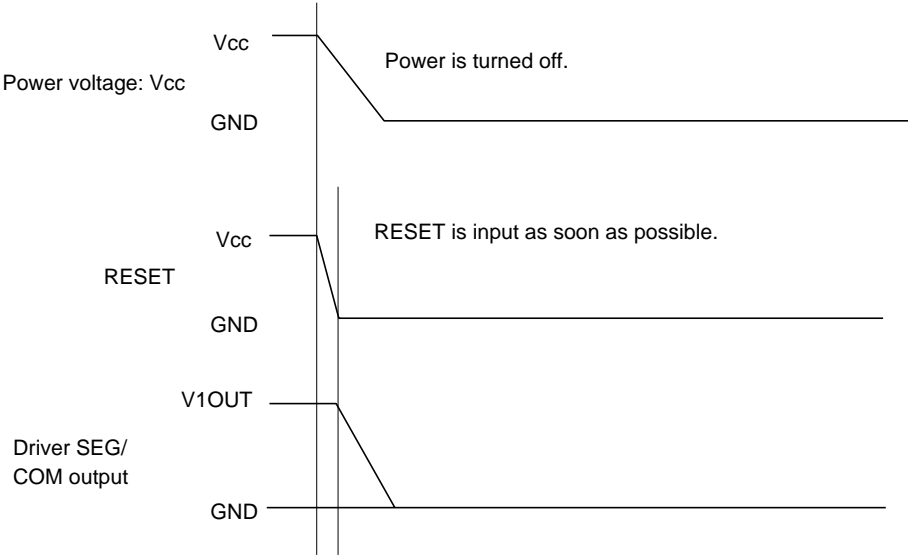 Vcc
Power is turned off.
Power voltage: Vcc
GND
Vcc
RESET is input as soon as possible.
RESET
GND
V1OUT
Driver SEG/
COM output
GND